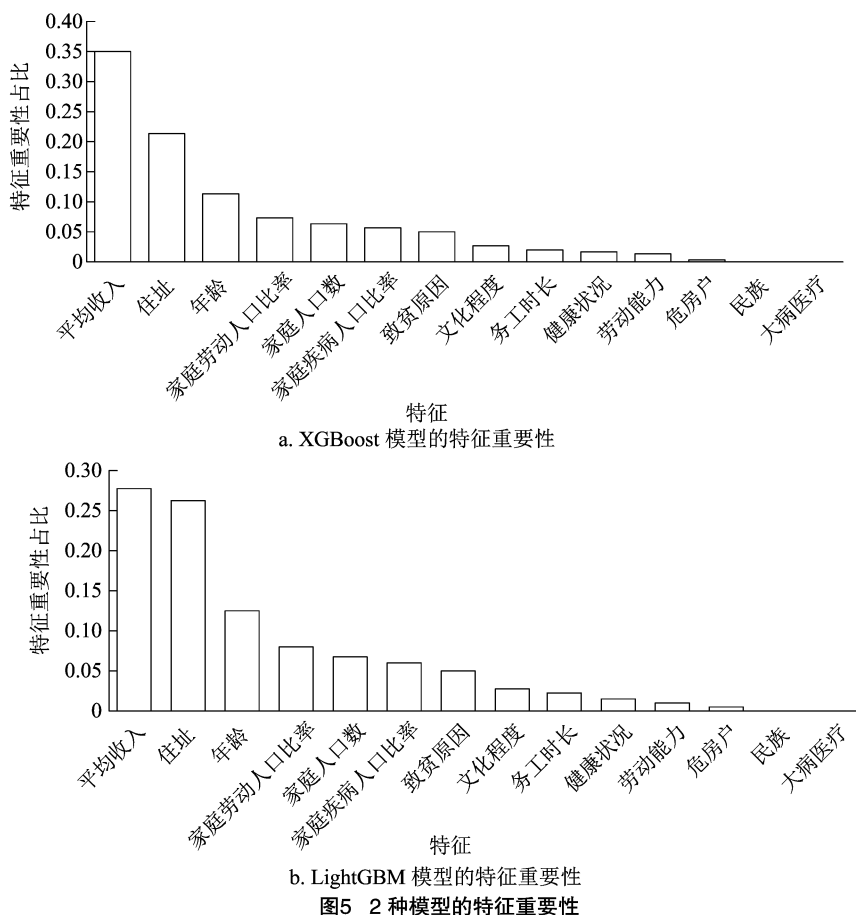 0.40
0.35
0.30
0.25
0.20
0.15
0.10
0.05
0
特征重要性占比
平均收入
住址
年龄
家庭劳动人口比率
家庭人口数
家庭疾病人口比率
致贫原因
文化程度
务工时长
健康状况
劳动能力
危房户
民族
大病医疗
特征
a. XGBoost 模型的特征重要性
0.30
0.25
0.20
0.15
0.10
0.05
0
特征重要性占比
平均收入
住址
年龄
家庭劳动人口比率
家庭人口数
家庭疾病人口比率
致贫原因
文化程度
务工时长
健康状况
劳动能力
危房户
民族
大病医疗
特征
b. LightGBM 模型的特征重要性
图5 2 种模型的特征重要性